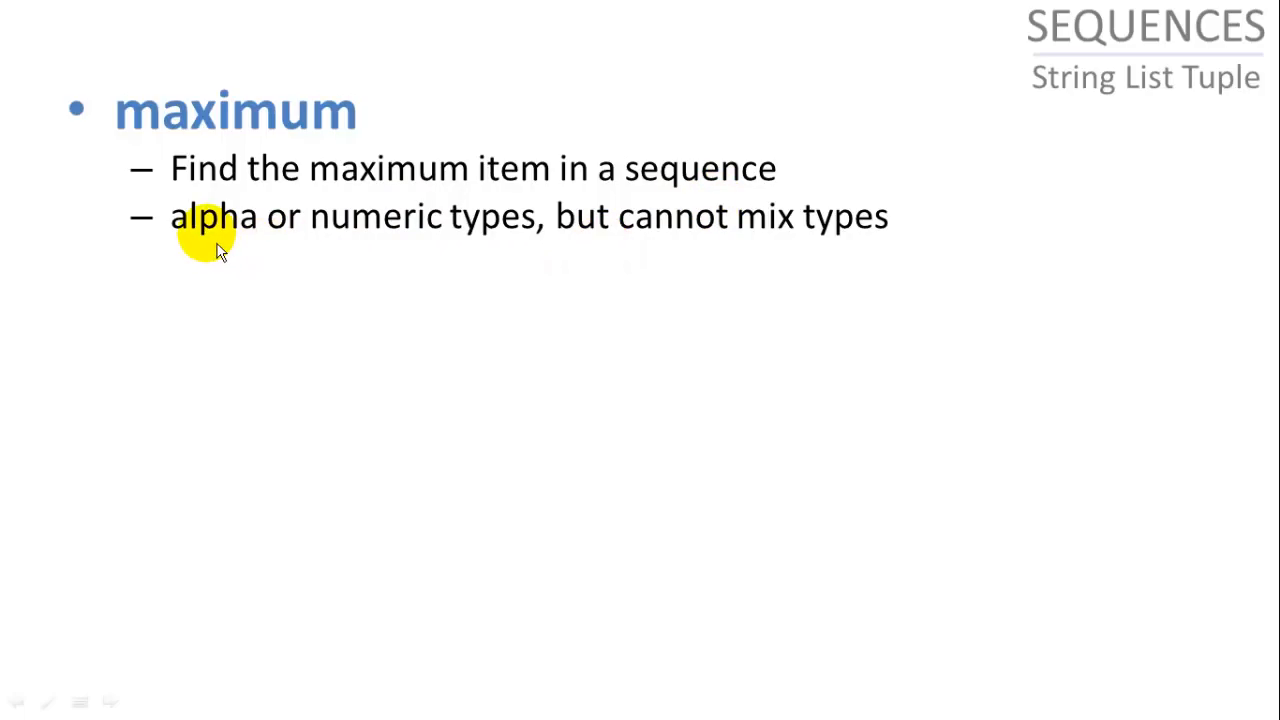 SEQUENCES
String List Tuple
• maximum
– Find the maximum item in a sequence
– alpha or numeric types, but cannot mix types